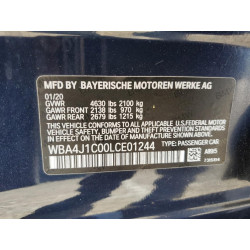 MFD BY BAYERISCHE MOTOREN WERKE AG
01/20
GVWR 4630 lbs 2100 kg
GAWR FRONT 2138 lbs 970 kg
GAWR REAR 2679 lbs 1215 kg
THIS VEHICLE CONFORMS TO ALL APPLICABLE FEDERAL MOTOR VEHICLE
SAFETY, BUMPER, AND THEFT PREVENTION STANDARDS IN
EFFECT ON THE DATE OF MANUFACTURE SHOWN ABOVE.
WBA4J1C00LCE01244
TYPE: PASSENGER CAR